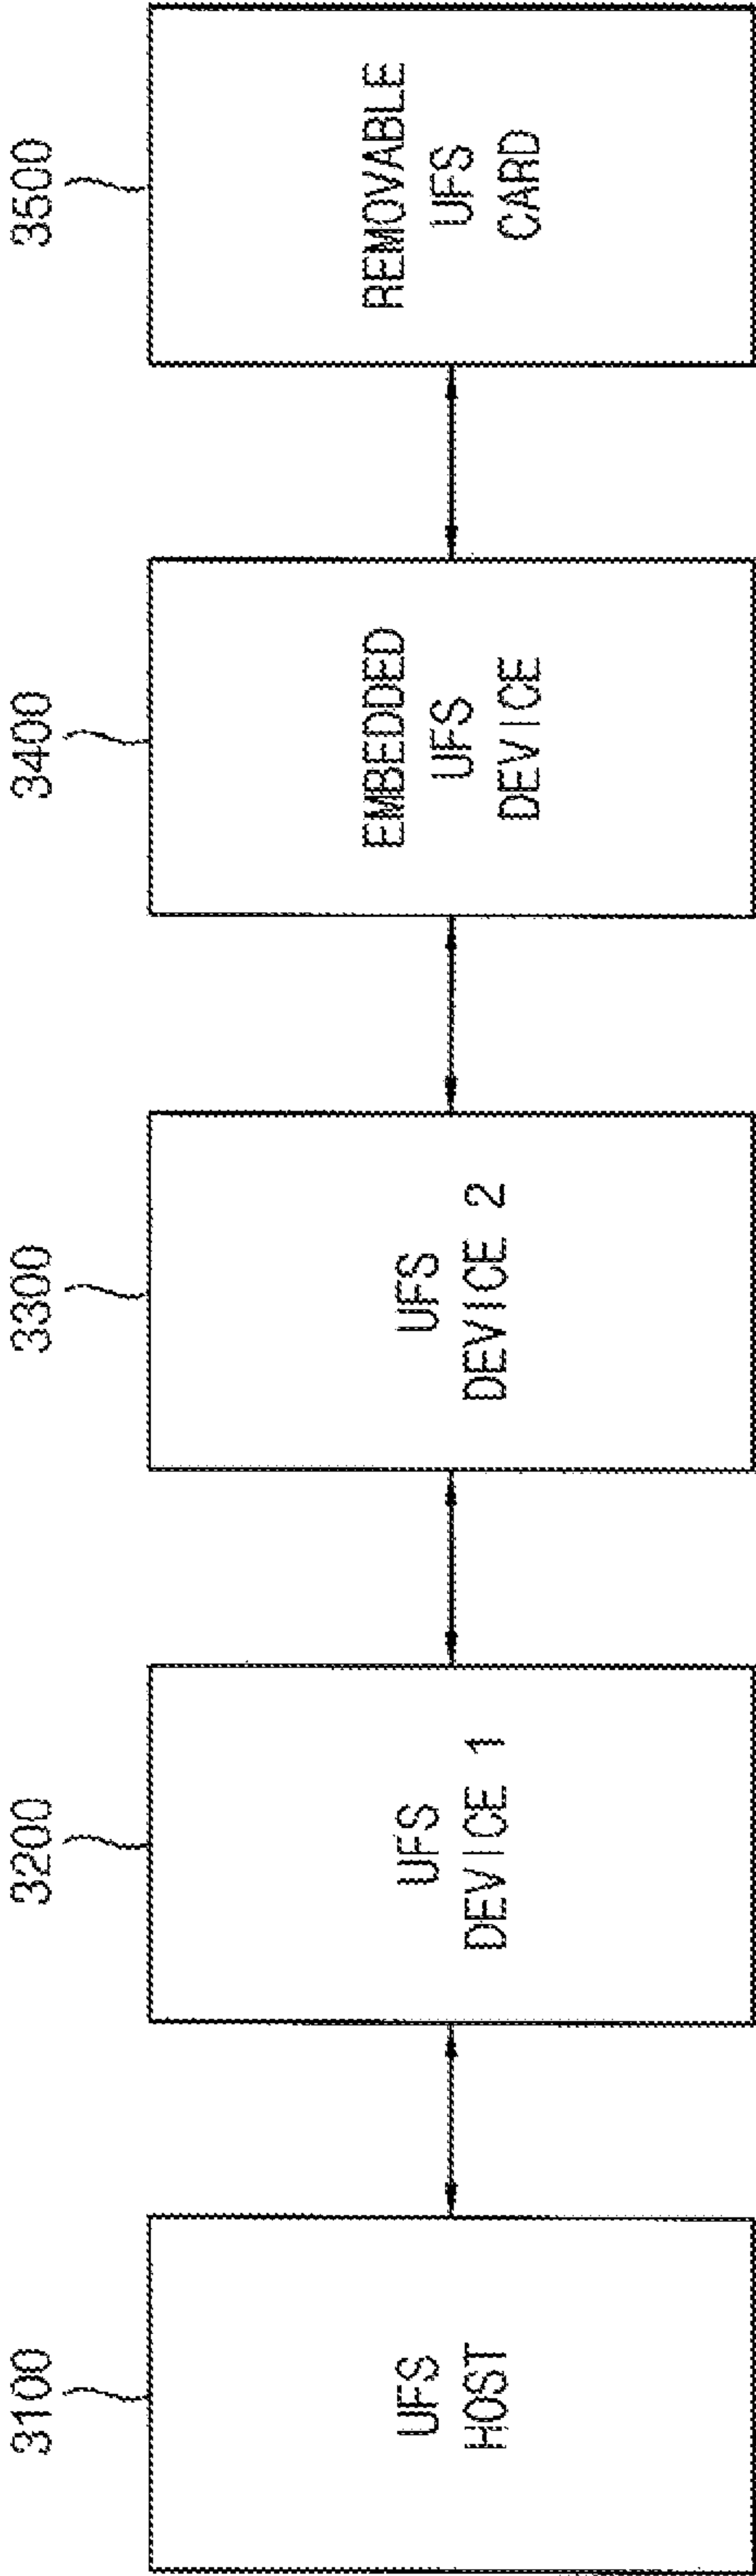 3100
3200
3300
3400
3500
UFS
HOST
UFS
DEVICE 1
UFS
DEVICE 2
EMBEDDED
UFS
DEVICE
REMOVABLE
UFS
CARD